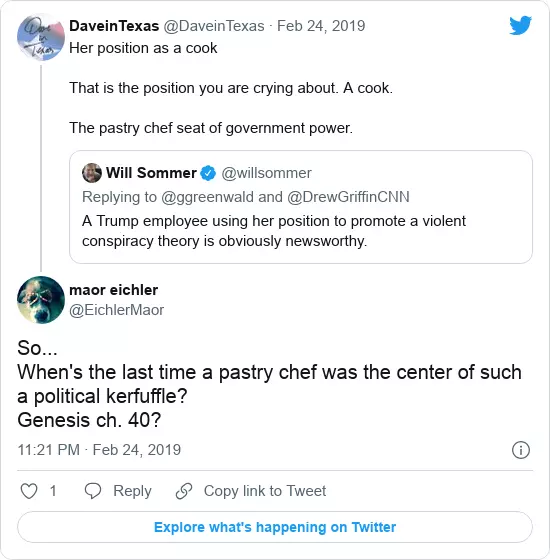 DaveinTexas @DaveinTexas · Feb 24, 2019
Her position as a cook
That is the position you are crying about. A cook.
The pastry chef seat of government power.
Will Sommer @willsommer
Replying to @ggreenwald and @DrewGriffinCNN
A Trump employee using her position to promote a violent
conspiracy theory is obviously newsworthy.
maor eichler
@EichlerMaor
So...
When's the last time a pastry chef was the center of such
a political kerfuffle?
Genesis ch. 40?
11:21 PM · Feb 24, 2019
1 Reply Copy link to Tweet
Explore what's happening on Twitter